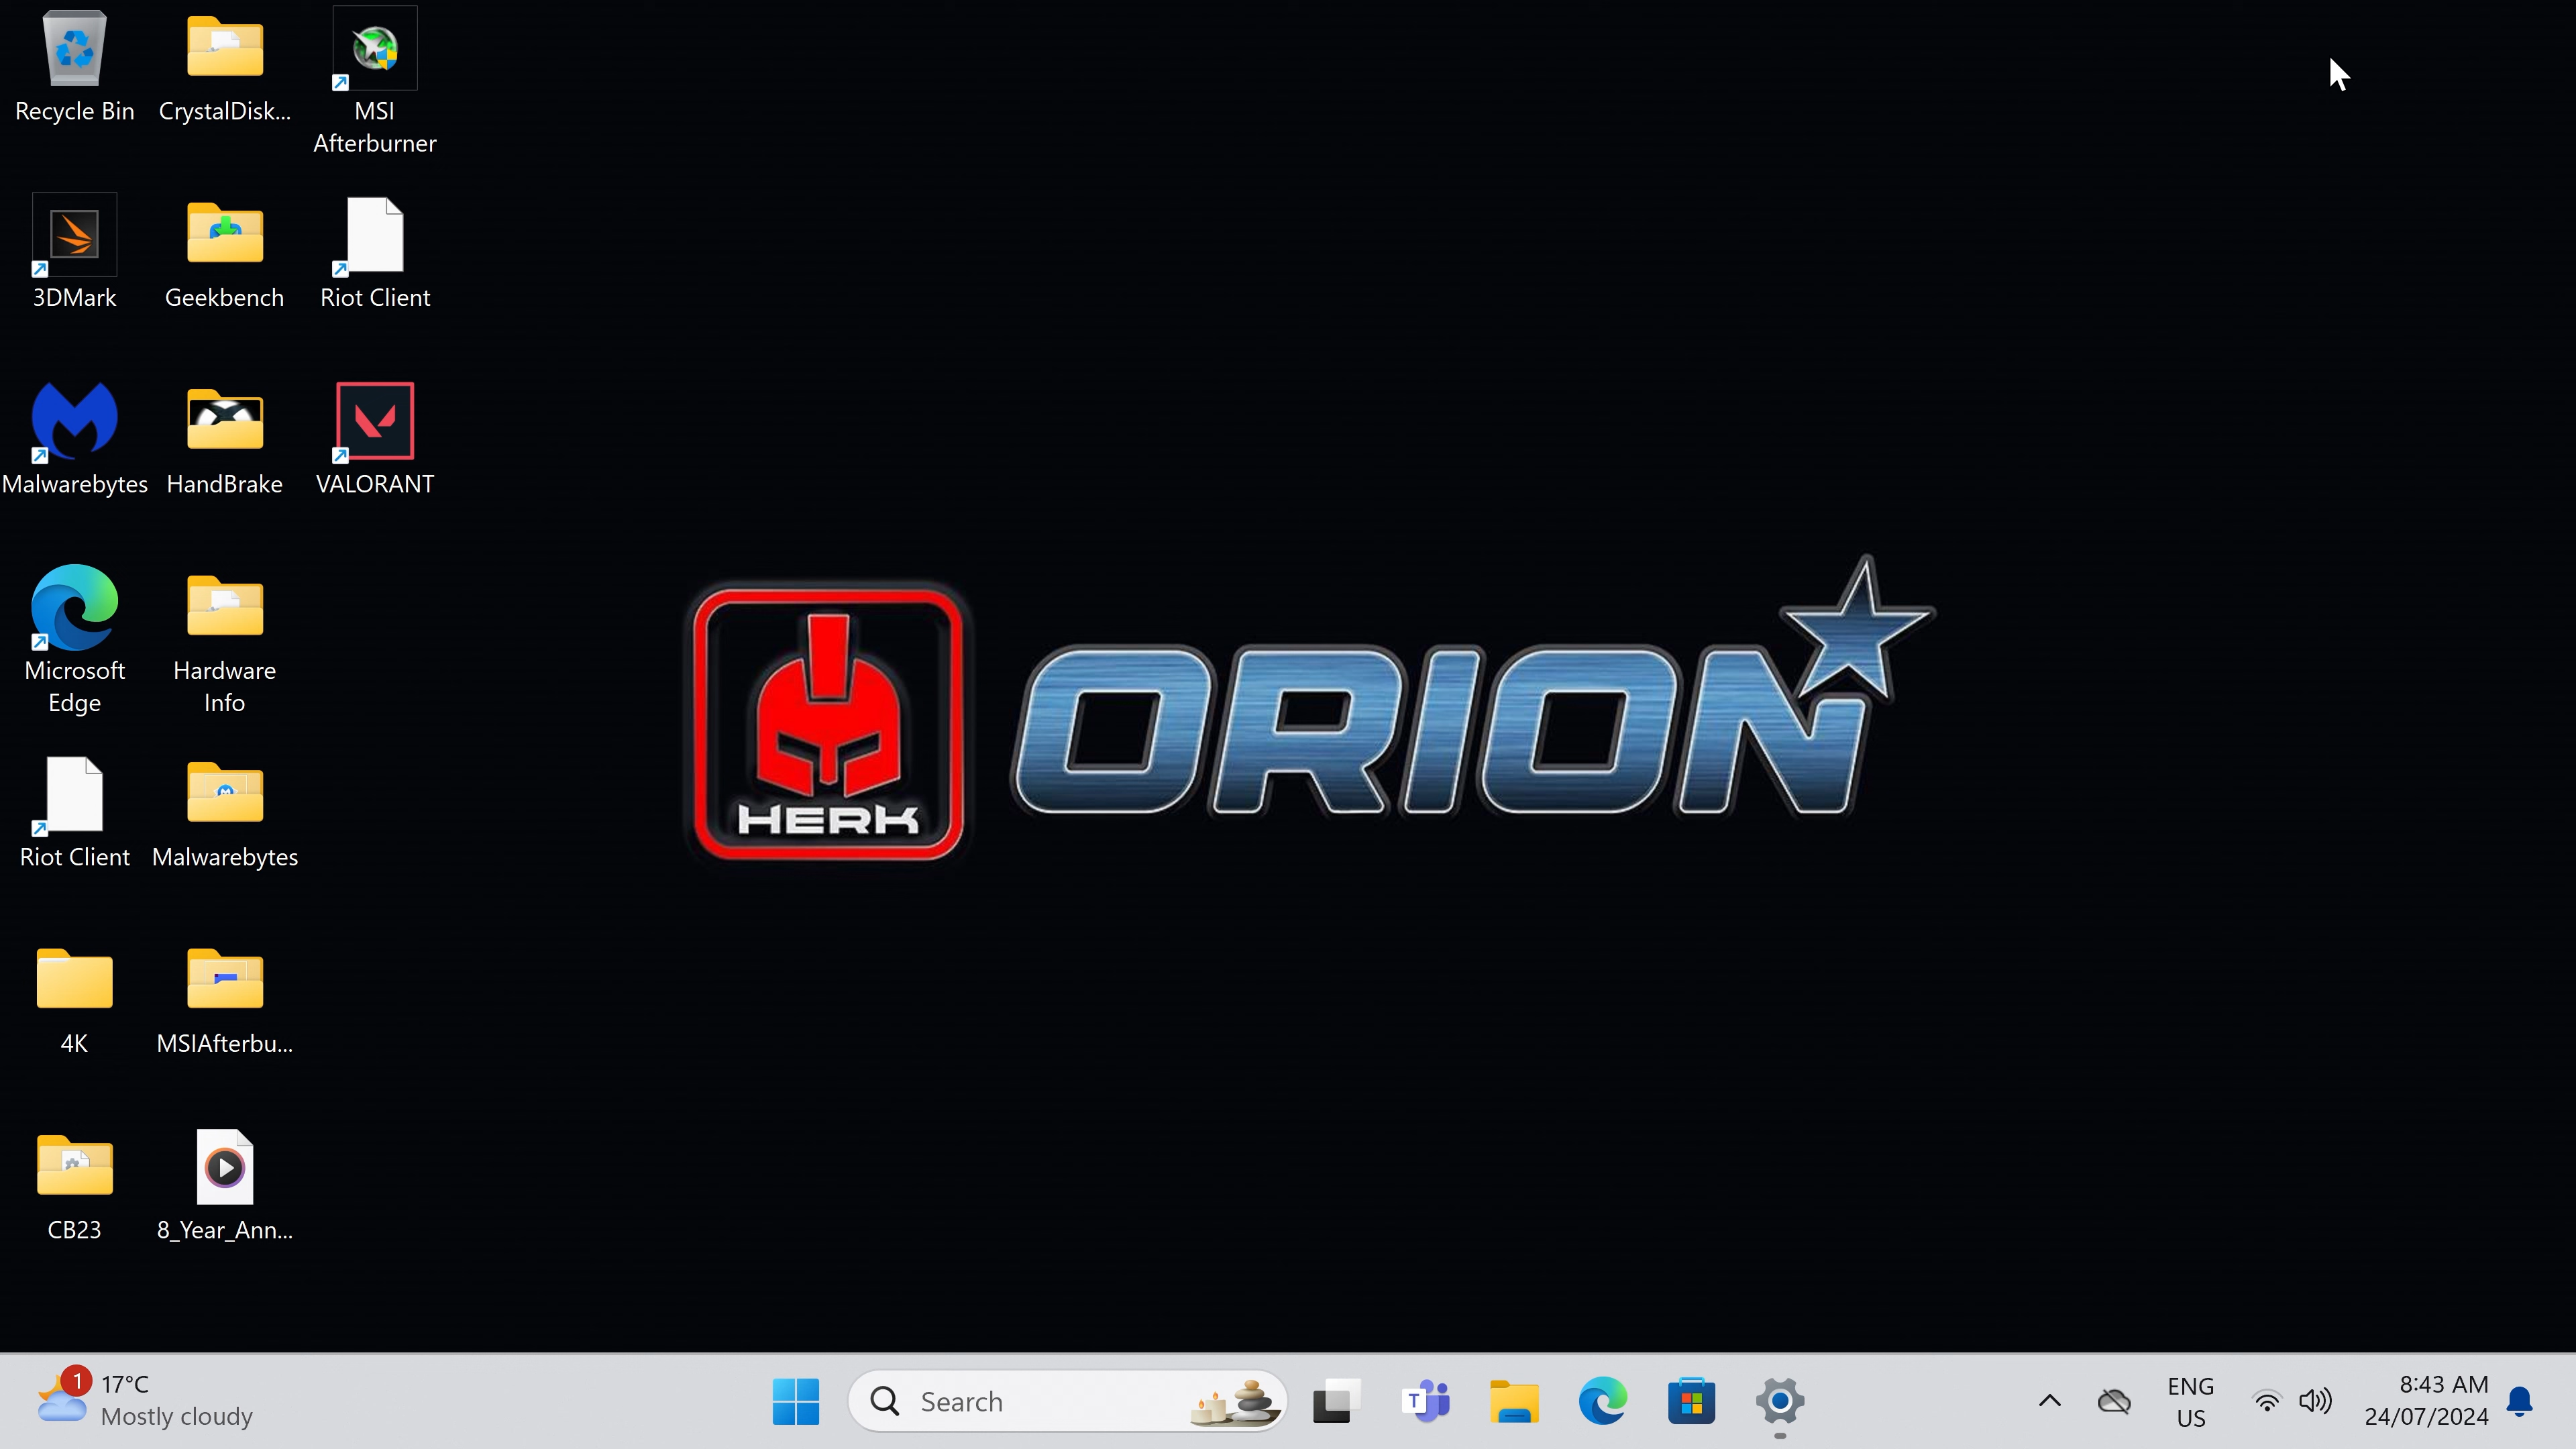 Recycle Bin
CrystalDisk...
MSI
Afterburner
3DMark
Geekbench
Riot Client
Malwarebytes
HandBrake
VALORANT
Microsoft
Edge
Hardware
Info
Riot Client
Malwarebytes
4K
MSIAfterbu...
CB23
8_Year_Ann...
HERK
ORION
1
17°C
Mostly cloudy
Search
T
ENG
US
8:43 AM
24/07/2024